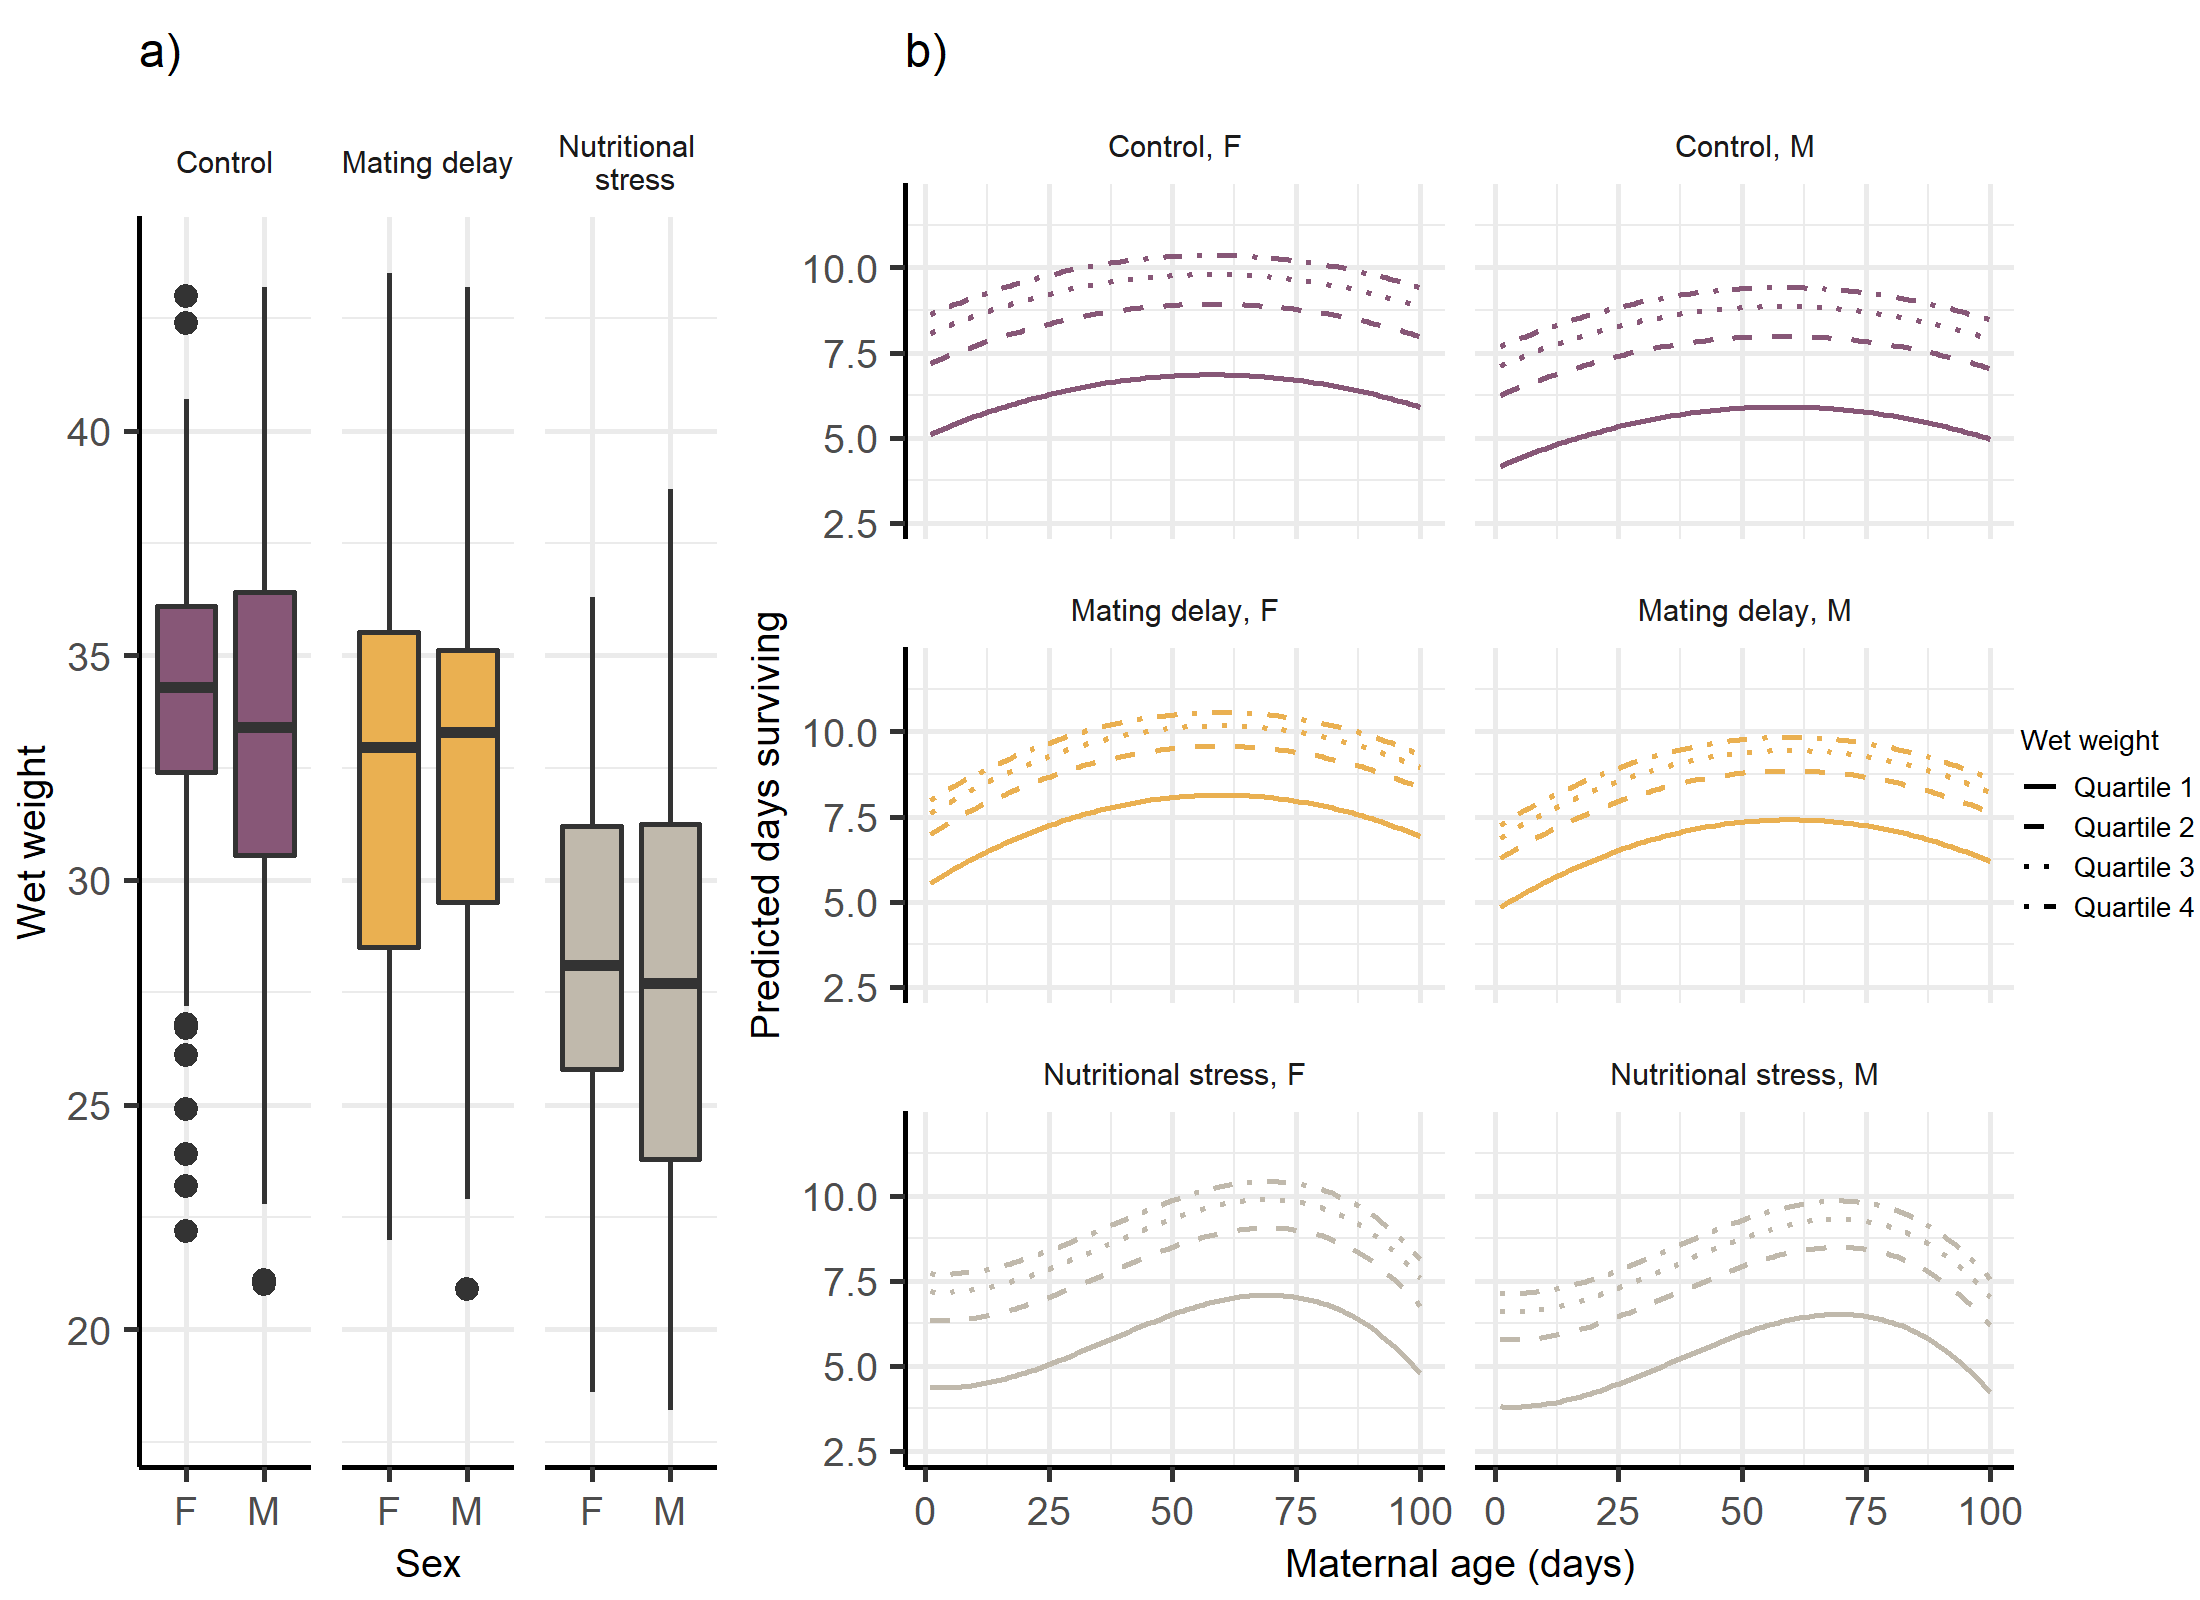 a)
Control
Mating delay
Nutritional
stress
Wet weight
40
35
30
25
20
F
M
F
M
F
M
Sex
b)
Predicted days surviving
Control, F
Control, M
10.0
7.5
5.0
2.5
Mating delay, F
Mating delay, M
10.0
7.5
5.0
2.5
Nutritional stress, F
Nutritional stress, M
10.0
7.5
5.0
2.5
0
25
50
75
100
0
25
50
75
100
Maternal age (days)
Wet weight
Quartile 1
Quartile 2
Quartile 3
Quartile 4